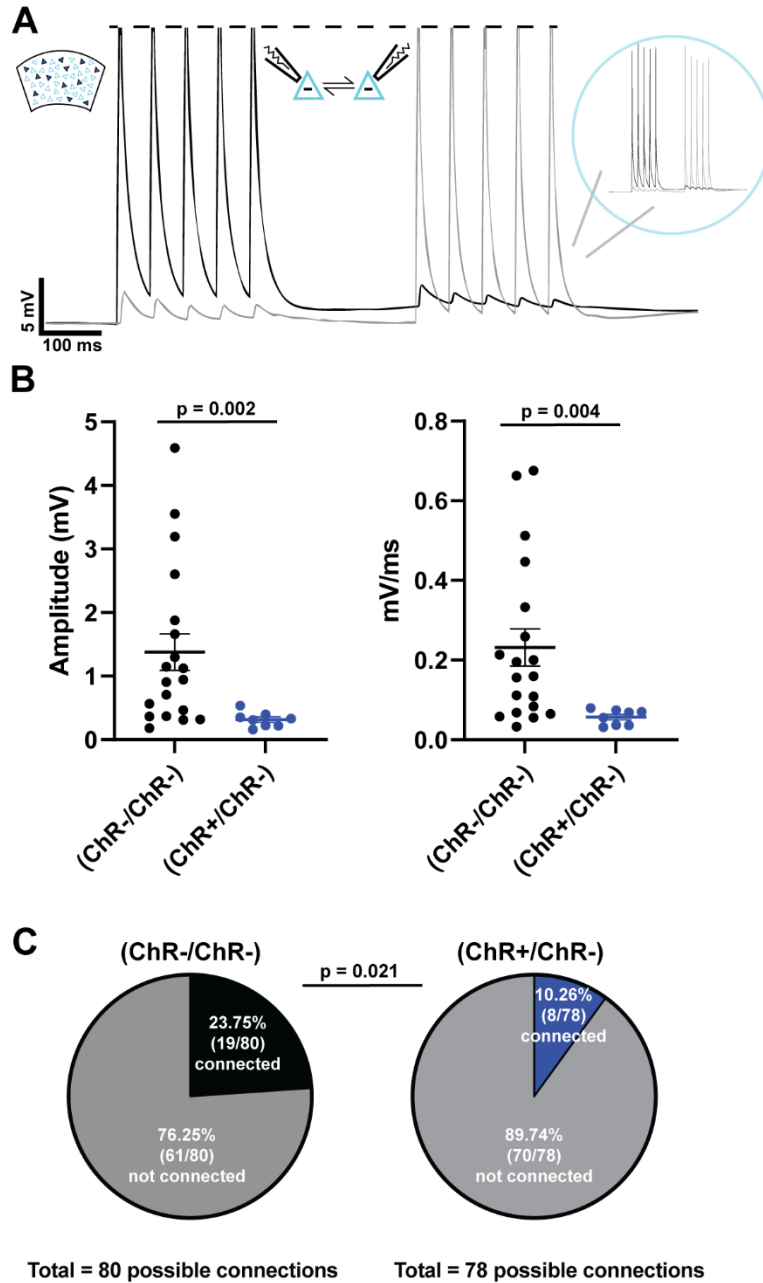 A
5 mV
100 ms
B
p = 0.002
Amplitude (mV)
5
4
3
2
1
0
(ChR-/ChR-)
(ChR+/ChR-)
p = 0.004
mV/ms
0.8
0.6
0.4
0.2
0.0
(ChR-/ChR-)
(ChR+/ChR-)
C
(ChR-/ChR-)
p = 0.021
(ChR+/ChR-)
23.75%
(19/80)
connected
76.25%
(61/80)
not connected
10.26%
(8/78)
connected
89.74%
(70/78)
not connected
Total = 80 possible connections
Total = 78 possible connections